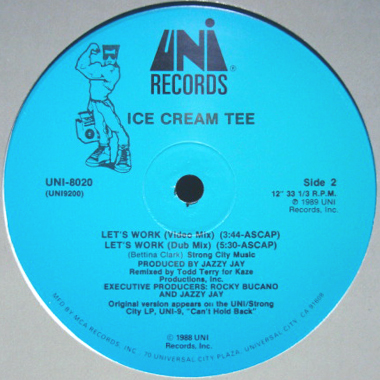 UNI
RECORDS®
ICE CREAM TEE
UNI-8020
(UNI9200)
Side 2
12" 33 1/3 R.P.M.
℗ 1989 UNI
Records, Inc.
LET'S WORK (Video Mix) (3:44-ASCAP)
LET'S WORK (Dub Mix) (5:30-ASCAP)
(Bettina Clark) Strong City Music
PRODUCED BY JAZZY JAY
Remixed by Todd Terry for Kaze
Productions, Inc.
EXECUTIVE PRODUCERS: ROCKY BUCANO
AND JAZZY JAY
Original version appears on the UNI/Strong
City LP, UNI-9, "Can't Hold Back"
© 1988 UNI
Records, Inc.
MFD BY MCA RECORDS, INC., 70 UNIVERSAL CITY PLAZA, UNIVERSAL CITY, CA 91608